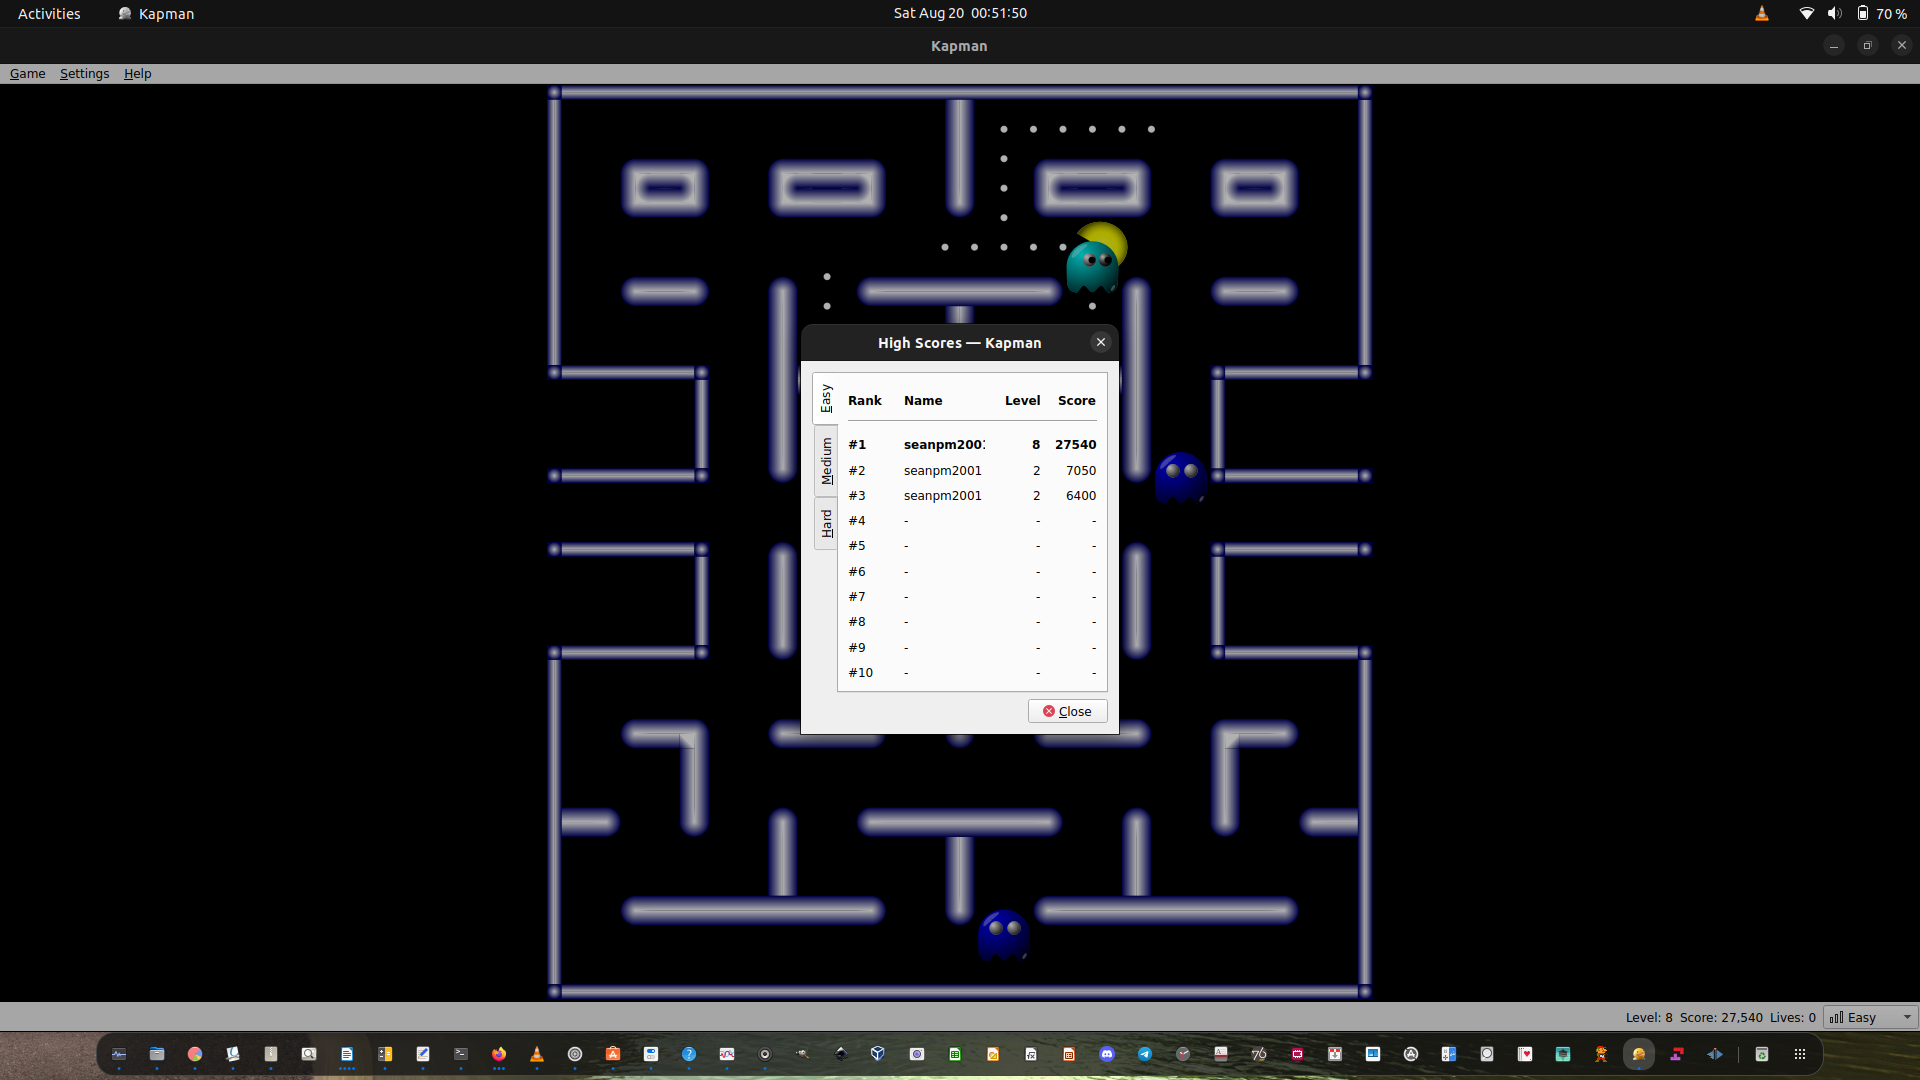 Activities Kapman Sat Aug 20 00:51:50 70 %
Kapman
Game Settings Help
High Scores — Kapman
Easy
Medium
Hard
Rank Name Level Score
#1 seanpm200 8 27540
#2 seanpm2001 2 7050
#3 seanpm2001 2 6400
#4 - - -
#5 - - -
#6 - - -
#7 - - -
#8 - - -
#9 - - -
#10 - - -
Close
Level: 8 Score: 27,540 Lives: 0 Easy